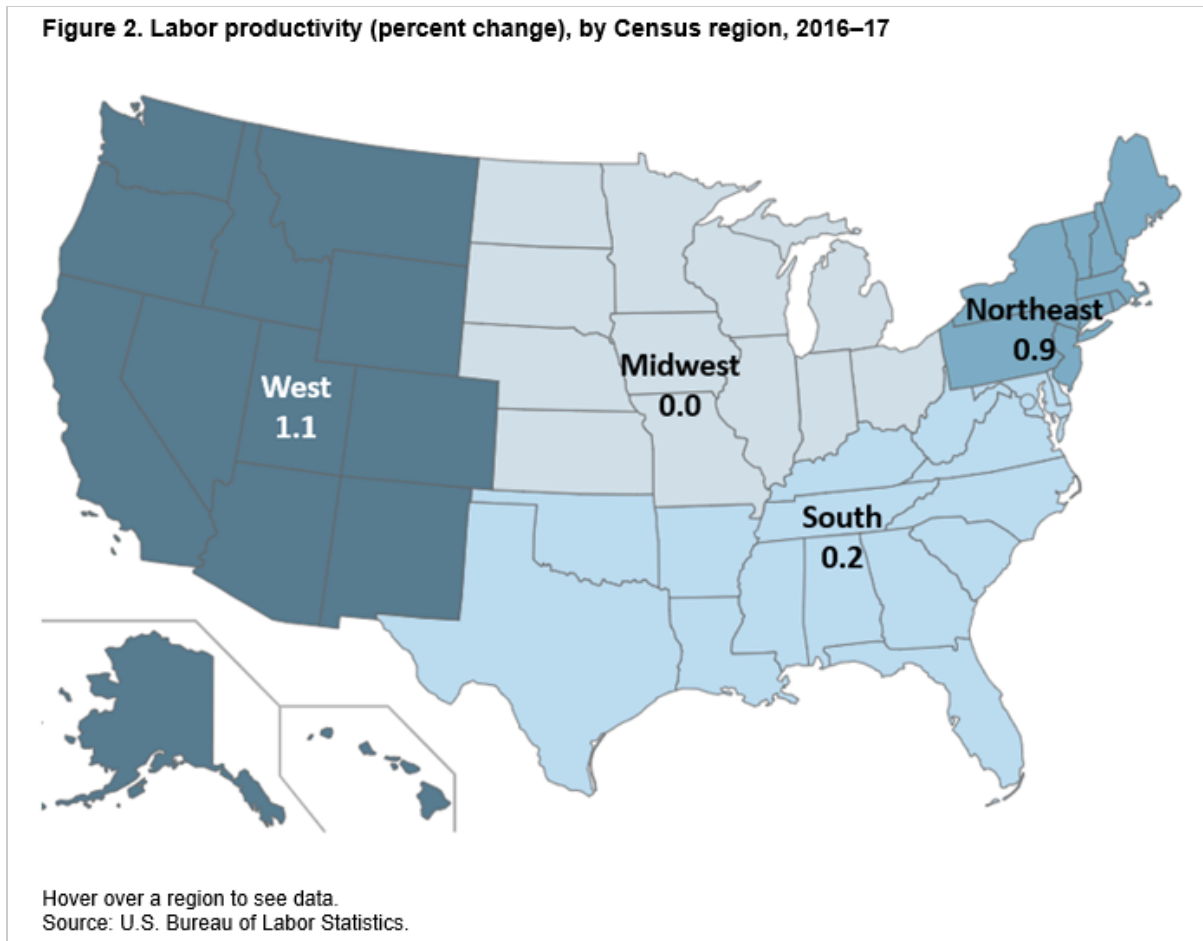 Figure 2. Labor productivity (percent change), by Census region, 2016–17
West
1.1
Midwest
0.0
Northeast
0.9
South
0.2
Hover over a region to see data.
Source: U.S. Bureau of Labor Statistics.